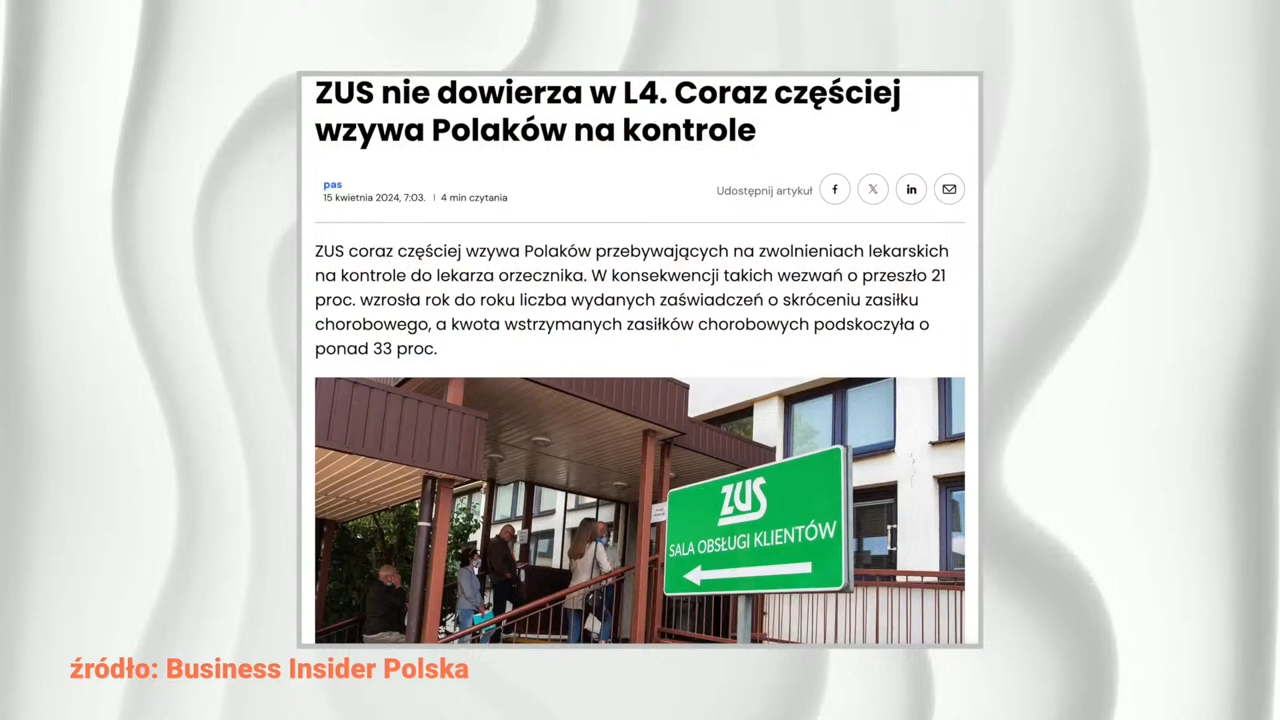 ZUS nie dowierza w L4. Coraz częściej
wzywa Polaków na kontrole
pas
15 kwietnia 2024, 7:03. | 4 min czytania
Udostępnij artykuł
ZUS coraz częściej wzywa Polaków przebywających na zwolnieniach lekarskich
na kontrole do lekarza orzecznika. W konsekwencji takich wezwań o przeszło 21
proc. wzrosła rok do roku liczba wydanych zaświadczeń o skróceniu zasiłku
chorobowego, a kwota wstrzymanych zasiłków chorobowych podskoczyła o
ponad 33 proc.
ZUS
SALA OBSŁUGI KLIENTÓW
źródło: Business Insider Polska